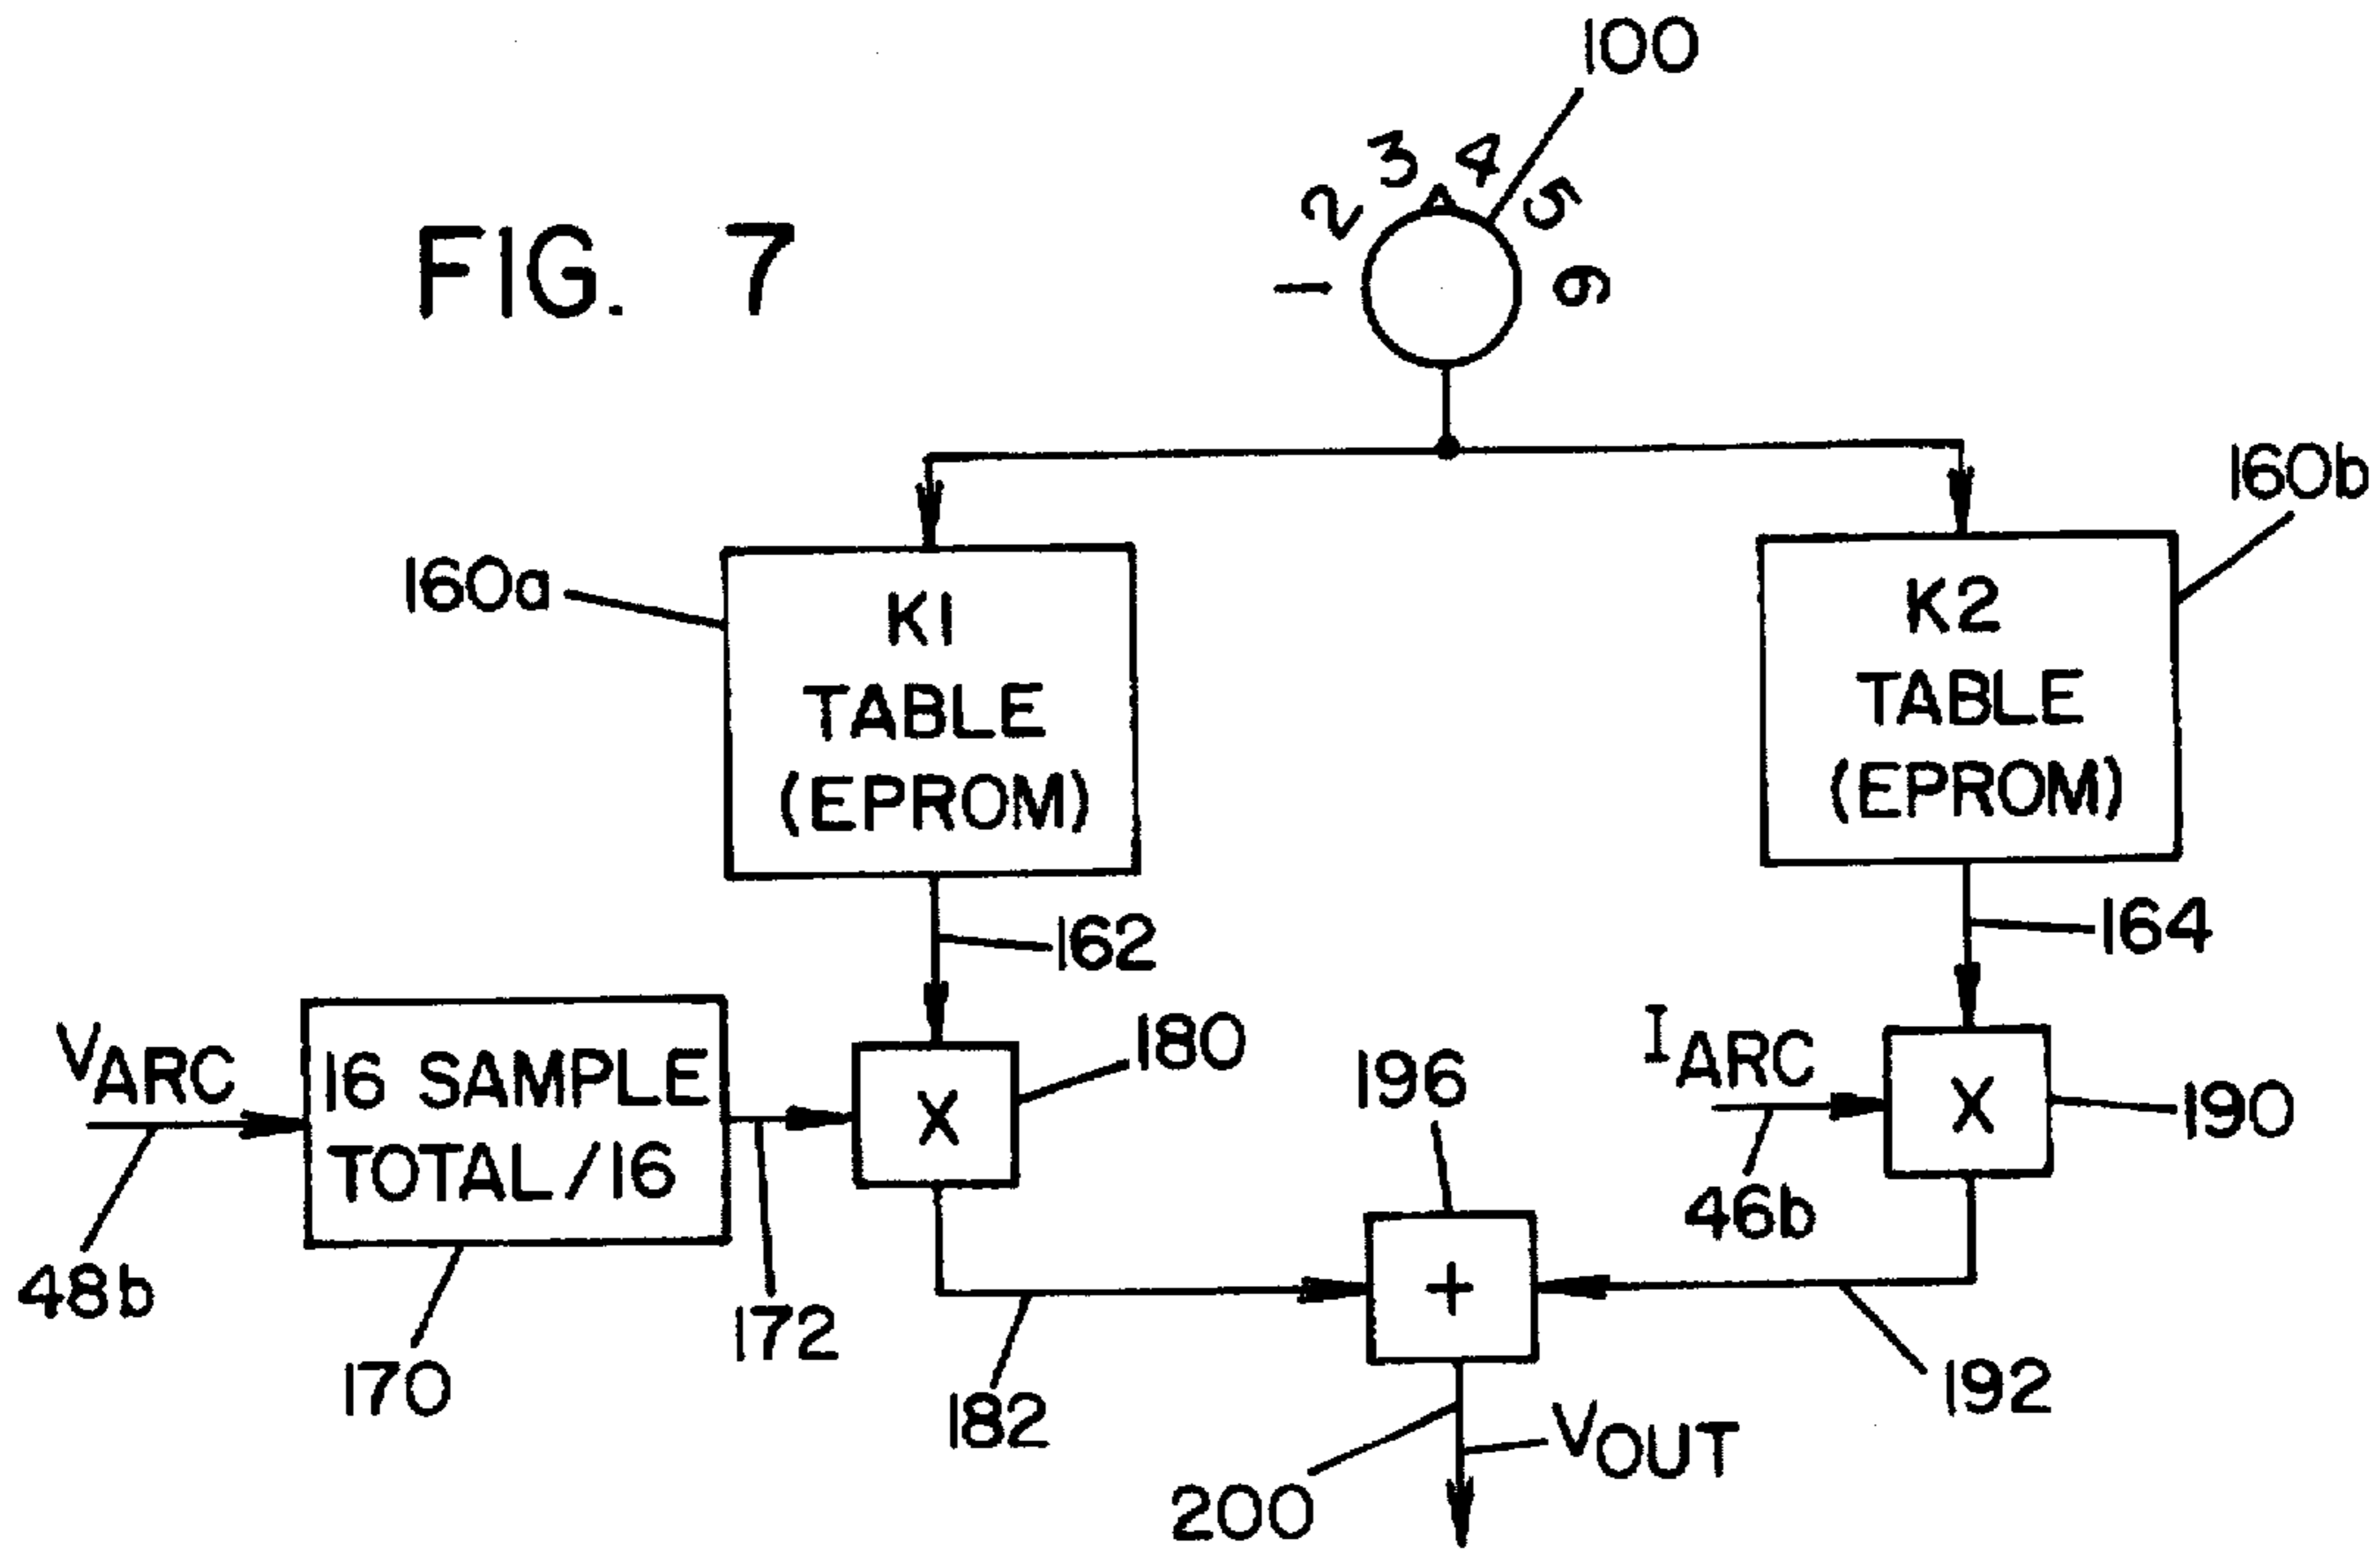 100
1 2 3 4 5 6
FIG. 7
160a
K1
TABLE
(EPROM)
160b
K2
TABLE
(EPROM)
162
164
VARC
48b
16 SAMPLE
TOTAL/16
170
172
X
180
196
IARC
46b
X
190
+
182
192
200
VOUT